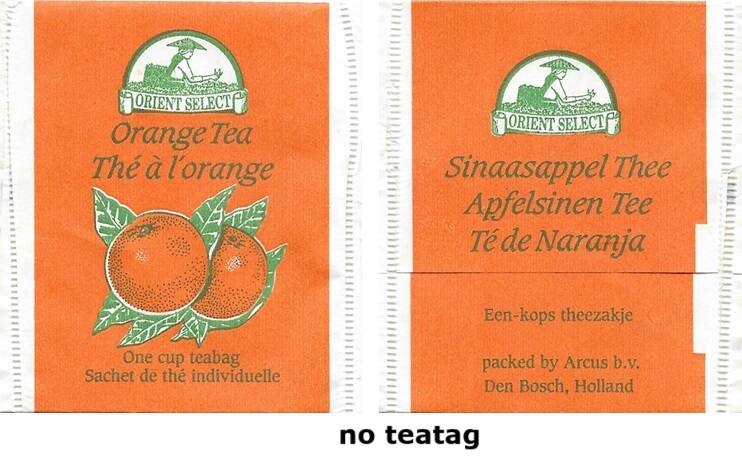 ORIENT SELECT
Orange Tea
Thé à l'orange
One cup teabag
Sachet de thé individuelle
ORIENT SELECT
Sinaasappel Thee
Apfelsinen Tee
Té de Naranja
Een-kops theezakje
packed by Arcus b.v.
Den Bosch, Holland
no teatag